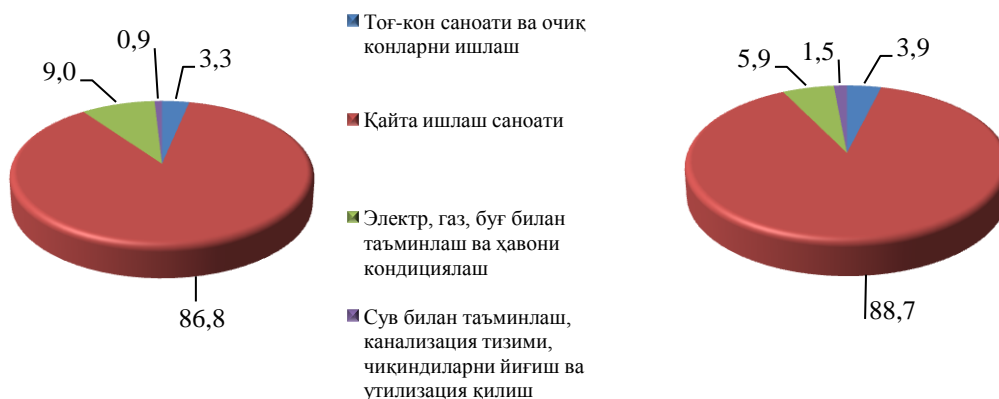 0,9
3,3
9,0
86,8
Тоғ-кон саноати ва очиқ
конларни ишлаш
Қайта ишлаш саноати
Электр, газ, буғ билан
таъминлаш ва ҳавони
кондициялаш
Сув билан таъминлаш,
канализация тизими,
чиқиндиларни йиғиш ва
утилизация қилиш
1,5
3,9
5,9
88,7